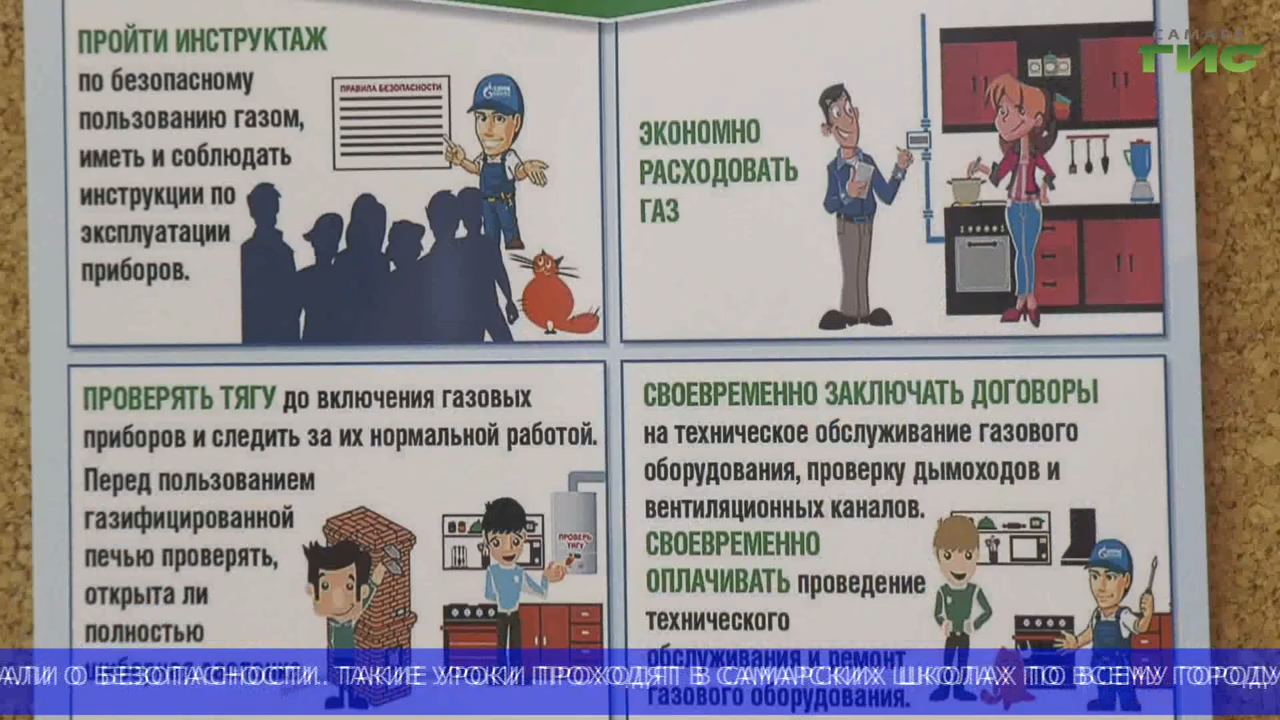 ПРОЙТИ ИНСТРУКТАЖ
по безопасному
пользованию газом,
иметь и соблюдать
инструкции по
эксплуатации
приборов.
ПРАВИЛА БЕЗОПАСНОСТИ
ЭКОНОМНО
РАСХОДОВАТЬ
ГАЗ
САМАРА
ГИС
ПРОВЕРЯТЬ ТЯГУ до включения газовых
приборов и следить за их нормальной работой.
Перед пользованием
газифицированной
печью проверять,
открыта ли
полностью
ПРОВЕРЬ
ТЯГУ
СВОЕВРЕМЕННО ЗАКЛЮЧАТЬ ДОГОВОРЫ
на техническое обслуживание газового
оборудования, проверку дымоходов и
вентиляционных каналов.
СВОЕВРЕМЕННО
ОПЛАЧИВАТЬ проведение
технического
обслуживания и ремонт
газового оборудования.
АЛИ О БЕЗОПАСНОСТИ.. ТАКИЕ УРОКИ ПРОХОДЯТ В САМАРСКИХ ШКОЛАХ ПО ВСЕМУ ГОРОДУ